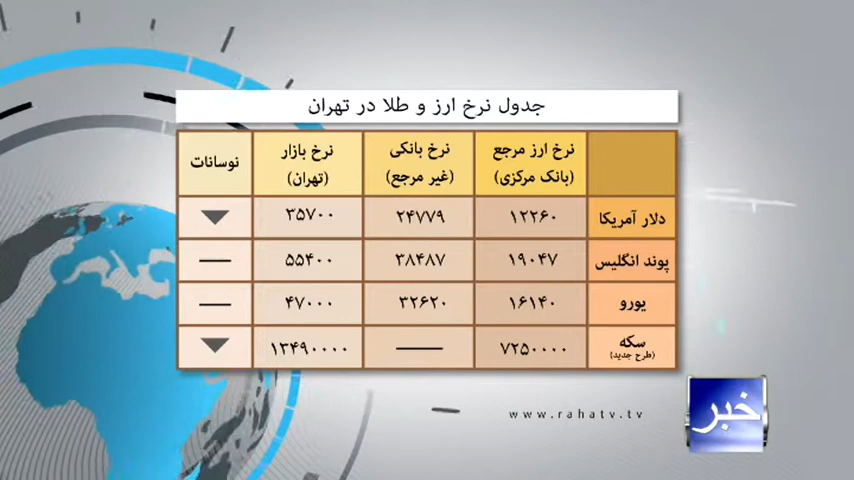 جدول نرخ ارز و طلا در تهران
نرخ ارز مرجع (بانک مرکزی) نرخ بانکی (غیر مرجع) نرخ بازار (تهران) نوسانات
دلار آمریکا ۱۲۲۶۰ ۲۴۷۷۹ ۳۵۷۰۰
پوند انگلیس ۱۹۰۴۷ ۳۸۴۸۷ ۵۵۴۰۰
یورو ۱۶۱۴۰ ۳۲۶۲۰ ۴۷۰۰۰
سکه (طرح جدید) ۷۲۵۰۰۰۰ ۱۳۴۹۰۰۰۰
www.rahatv.tv
خبر